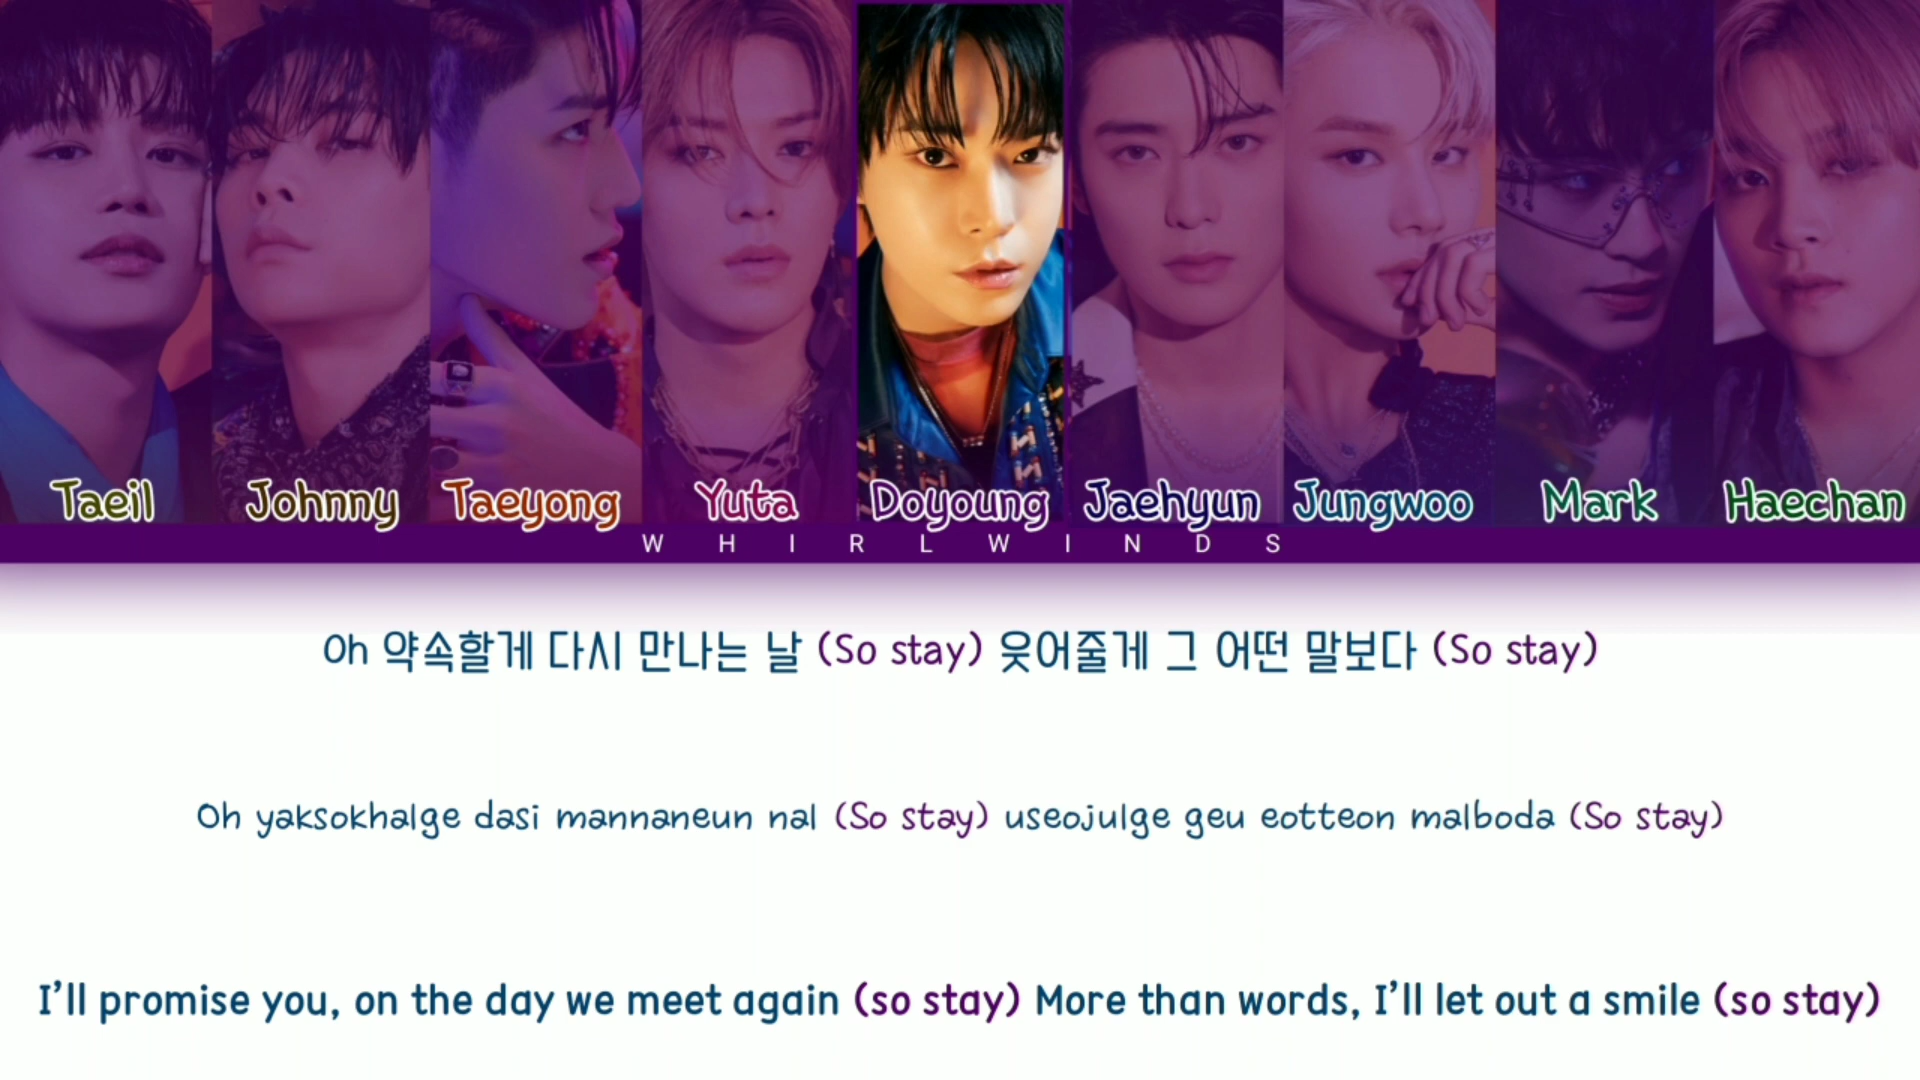 Taeil Johnny Taeyong Yuta Doyoung Jaehyun Jungwoo Mark Haechan
WHIRLWINDS
Oh 약속할게 다시 만나는 날 (So stay) 웃어줄게 그 어떤 말보다 (So stay)
Oh yaksokhalge dasi mannaneun nal (So stay) useojulge geu eotteon malboda (So stay)
I'll promise you, on the day we meet again (so stay) More than words, I'll let out a smile (so stay)